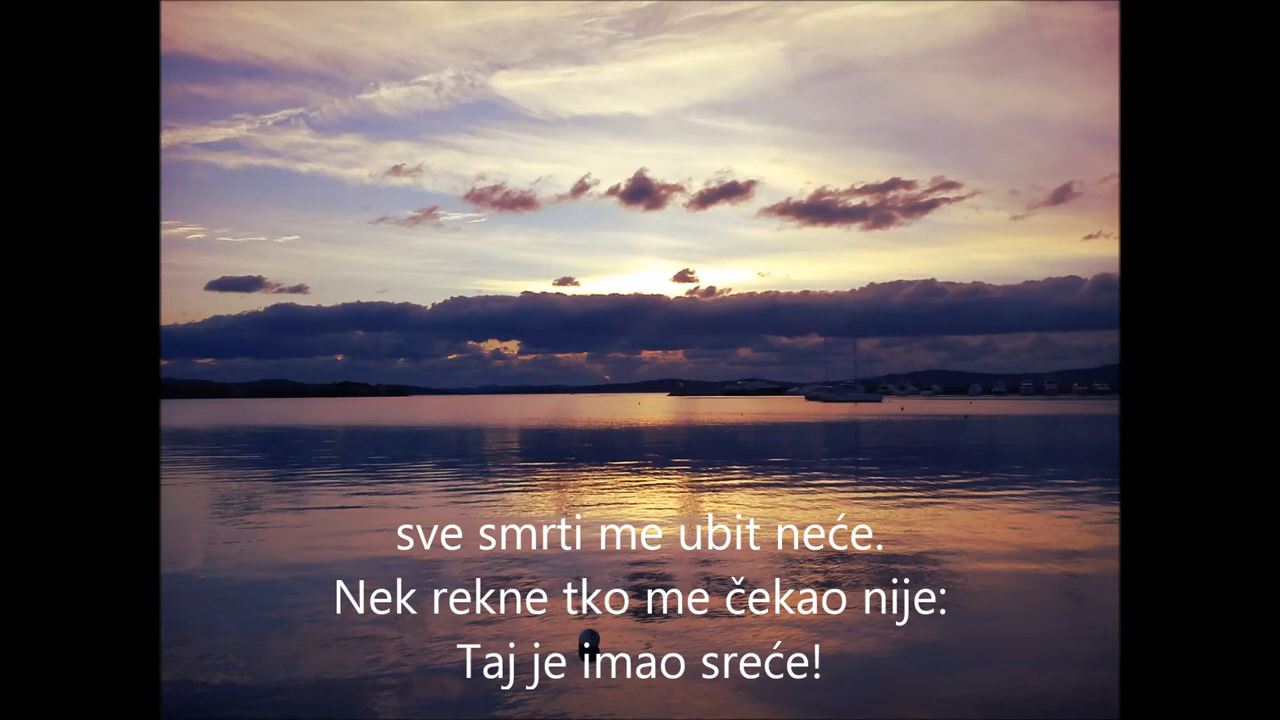 sve smrti me ubit neće.
Nek rekne tko me čekao nije:
Taj je imao sreće!